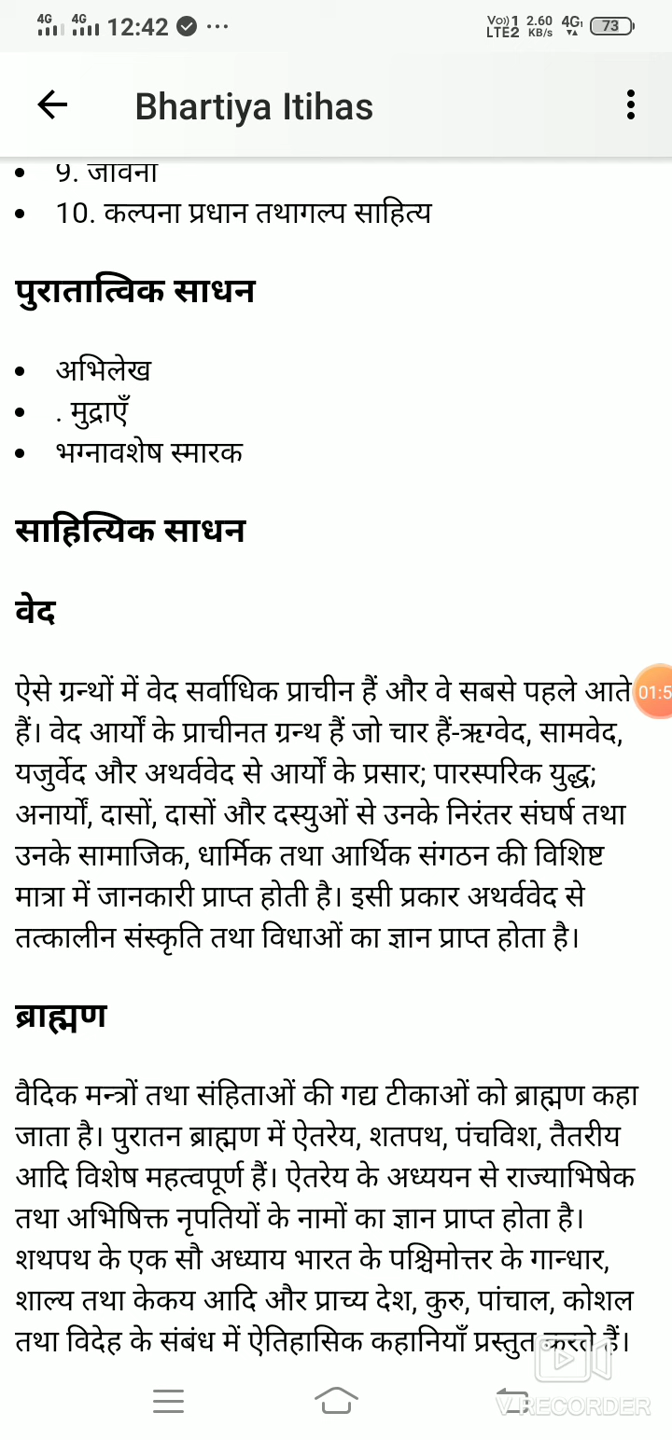 4G 4G 12:42 ...
Vo)) 1 2.60 4G 73
LTE2 KB/s
Bhartiya Itihas
• 9. जीवनी
• 10. कल्पना प्रधान तथागल्प साहित्य
पुरातात्विक साधन
• अभिलेख
• . मुद्राएँ
• भग्नावशेष स्मारक
साहित्यिक साधन
वेद
ऐसे ग्रन्थों में वेद सर्वाधिक प्राचीन हैं और वे सबसे पहले आते
01:5
हैं। वेद आर्यों के प्राचीनत ग्रन्थ हैं जो चार हैं-ऋग्वेद, सामवेद,
यजुर्वेद और अथर्ववेद से आर्यों के प्रसार; पारस्परिक युद्ध;
अनार्यों, दासों, दासों और दस्युओं से उनके निरंतर संघर्ष तथा
उनके सामाजिक, धार्मिक तथा आर्थिक संगठन की विशिष्ट
मात्रा में जानकारी प्राप्त होती है। इसी प्रकार अथर्ववेद से
तत्कालीन संस्कृति तथा विधाओं का ज्ञान प्राप्त होता है।
ब्राह्मण
वैदिक मन्त्रों तथा संहिताओं की गद्य टीकाओं को ब्राह्मण कहा
जाता है। पुरातन ब्राह्मण में ऐतरेय, शतपथ, पंचविश, तैतरीय
आदि विशेष महत्वपूर्ण हैं। ऐतरेय के अध्ययन से राज्याभिषेक
तथा अभिषिक्त नृपतियों के नामों का ज्ञान प्राप्त होता है।
शथपथ के एक सौ अध्याय भारत के पश्चिमोत्तर के गान्धार,
शाल्य तथा केकय आदि और प्राच्य देश, कुरु, पांचाल, कोशल
तथा विदेह के संबंध में ऐतिहासिक कहानियाँ प्रस्तुत करते हैं।
V RECORDER